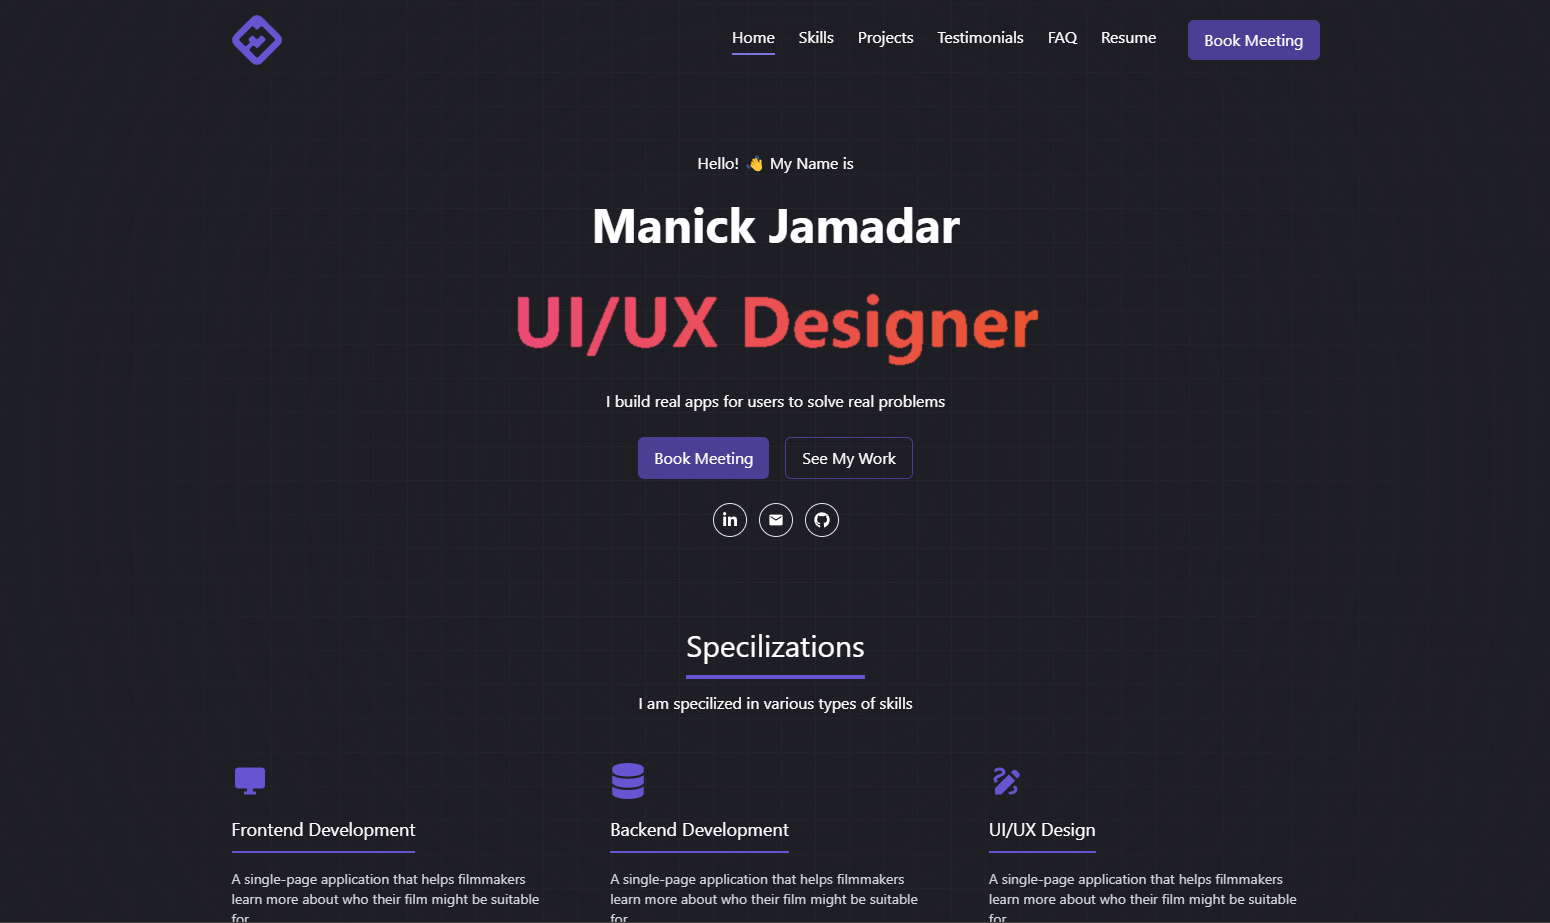 Home Skills Projects Testimonials FAQ Resume Book Meeting
Hello! 👋 My Name is
Manick Jamadar
UI/UX Designer
I build real apps for users to solve real problems
Book Meeting See My Work
in
Specilizations
I am specilized in various types of skills
Frontend Development
A single-page application that helps filmmakers
learn more about who their film might be suitable
for
Backend Development
A single-page application that helps filmmakers
learn more about who their film might be suitable
for
UI/UX Design
A single-page application that helps filmmakers
learn more about who their film might be suitable
for